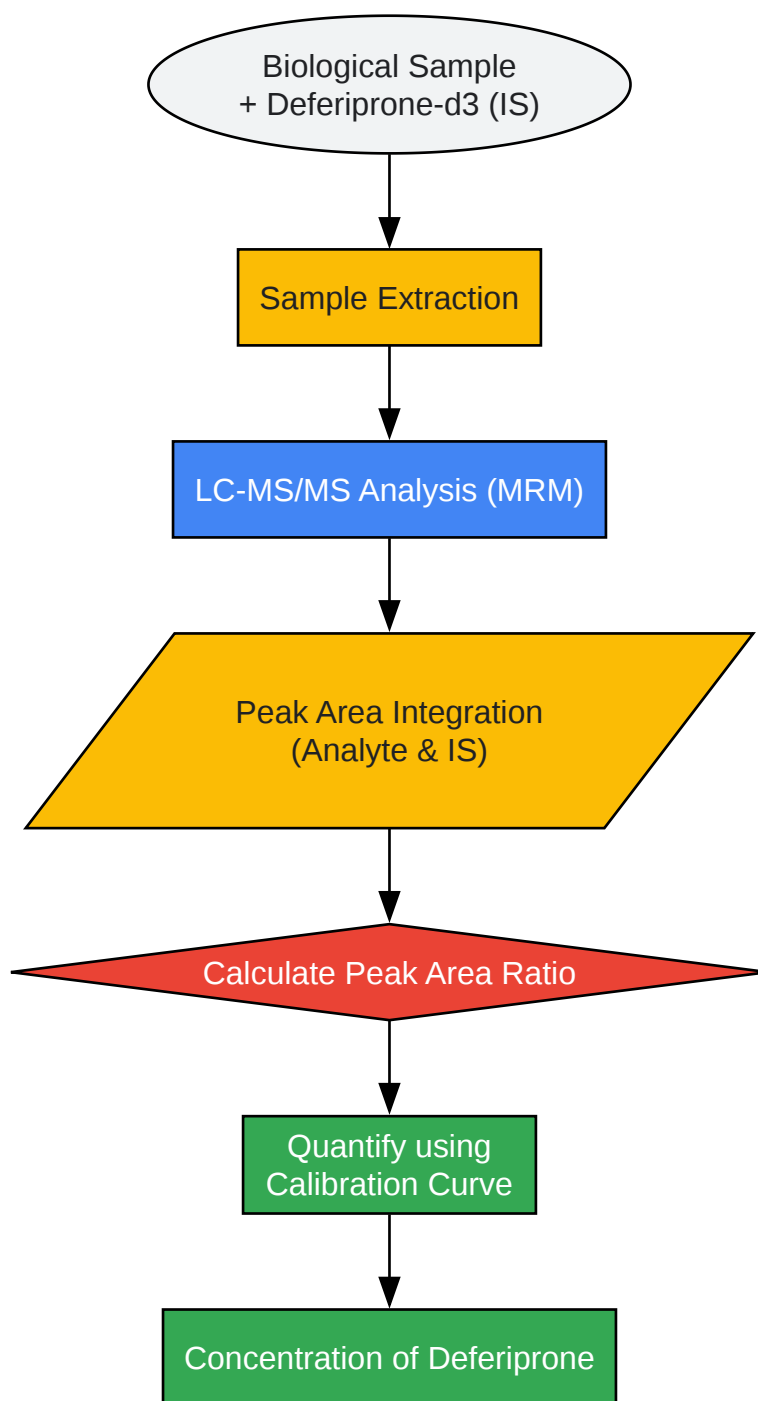 Biological Sample
+ Deferiprone-d3 (IS)
Sample Extraction
LC-MS/MS Analysis (MRM)
Peak Area Integration
(Analyte & IS)
Calculate Peak Area Ratio
Quantify using
Calibration Curve
Concentration of Deferiprone